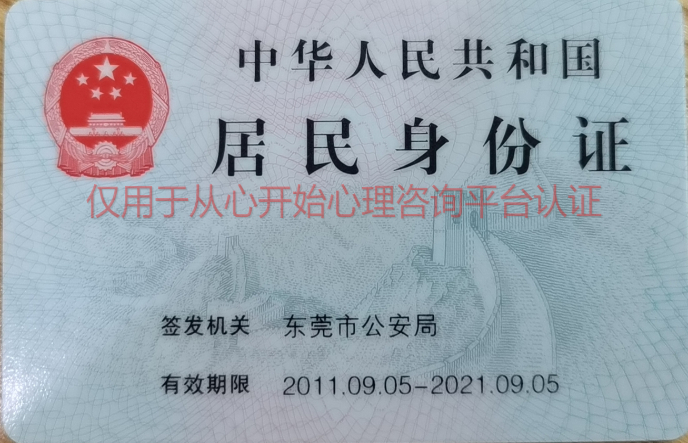 中华人民共和国
居民身份证
仅用于从心开始心理咨询平台认证
签发机关 东莞市公安局
有效期限 2011.09.05-2021.09.05